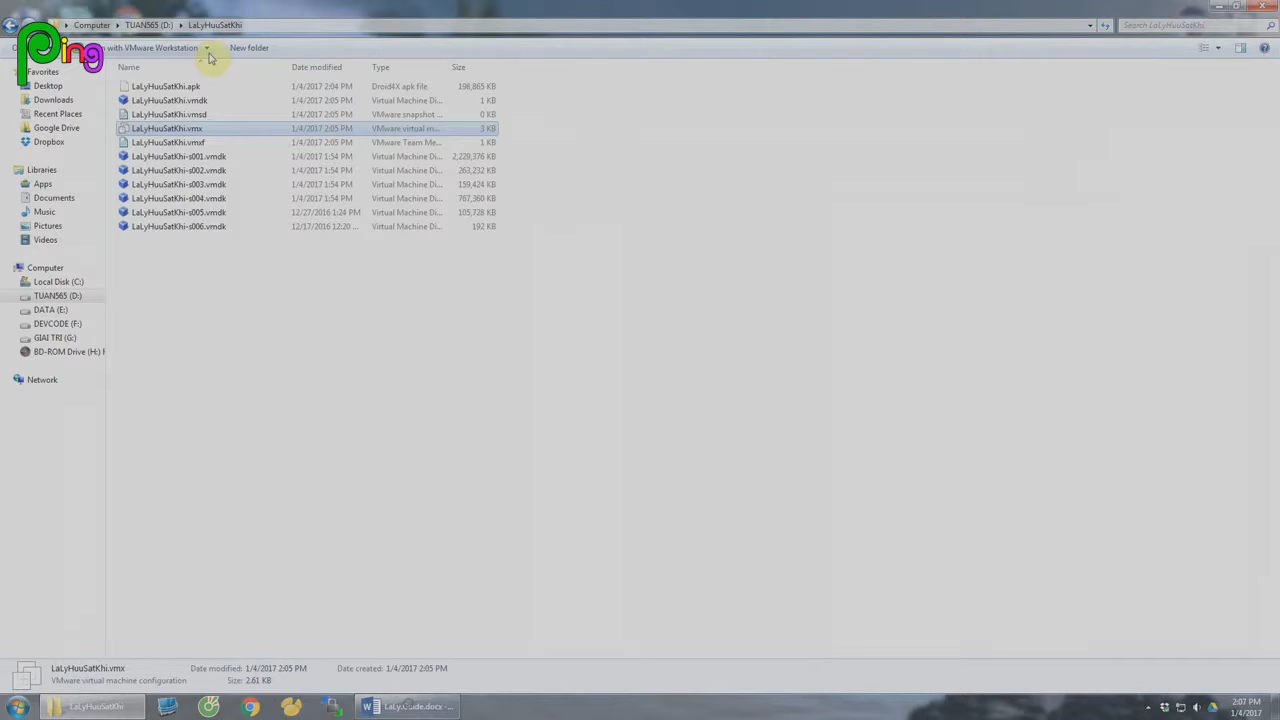 Computer ▸ TUAN565 (D:) ▸ LaLyHuuSatKhi
Search LaLyHuuSatKhi
Ping
with VMware Workstation
New folder
Favorites
Desktop
Downloads
Recent Places
Google Drive
Dropbox
Libraries
Apps
Documents
Music
Pictures
Videos
Computer
Local Disk (C:)
TUAN565 (D:)
DATA (E:)
DEVCODE (F:)
GIAI TRI (G:)
BD-ROM Drive (H:)
Network
Name Date modified Type Size
LaLyHuuSatKhi.apk 1/4/2017 2:04 PM Droid4X apk file 198,865 KB
LaLyHuuSatKhi.vmdk 1/4/2017 2:05 PM Virtual Machine Di... 1 KB
LaLyHuuSatKhi.vmsd 1/4/2017 2:05 PM VMware snapshot ... 0 KB
LaLyHuuSatKhi.vmx 1/4/2017 2:05 PM VMware virtual m... 3 KB
LaLyHuuSatKhi.vmxf 1/4/2017 2:05 PM VMware Team Me... 1 KB
LaLyHuuSatKhi-s001.vmdk 1/4/2017 1:54 PM Virtual Machine Di... 2,229,376 KB
LaLyHuuSatKhi-s002.vmdk 1/4/2017 1:54 PM Virtual Machine Di... 263,232 KB
LaLyHuuSatKhi-s003.vmdk 1/4/2017 1:54 PM Virtual Machine Di... 159,424 KB
LaLyHuuSatKhi-s004.vmdk 1/4/2017 1:54 PM Virtual Machine Di... 767,360 KB
LaLyHuuSatKhi-s005.vmdk 12/27/2016 1:24 PM Virtual Machine Di... 105,728 KB
LaLyHuuSatKhi-s006.vmdk 12/17/2016 12:20 ... Virtual Machine Di... 192 KB
LaLyHuuSatKhi.vmx Date modified: 1/4/2017 2:05 PM Date created: 1/4/2017 2:05 PM
VMware virtual machine configuration Size: 2.61 KB
LaLyHuuSatKhi
2:07 PM
1/4/2017